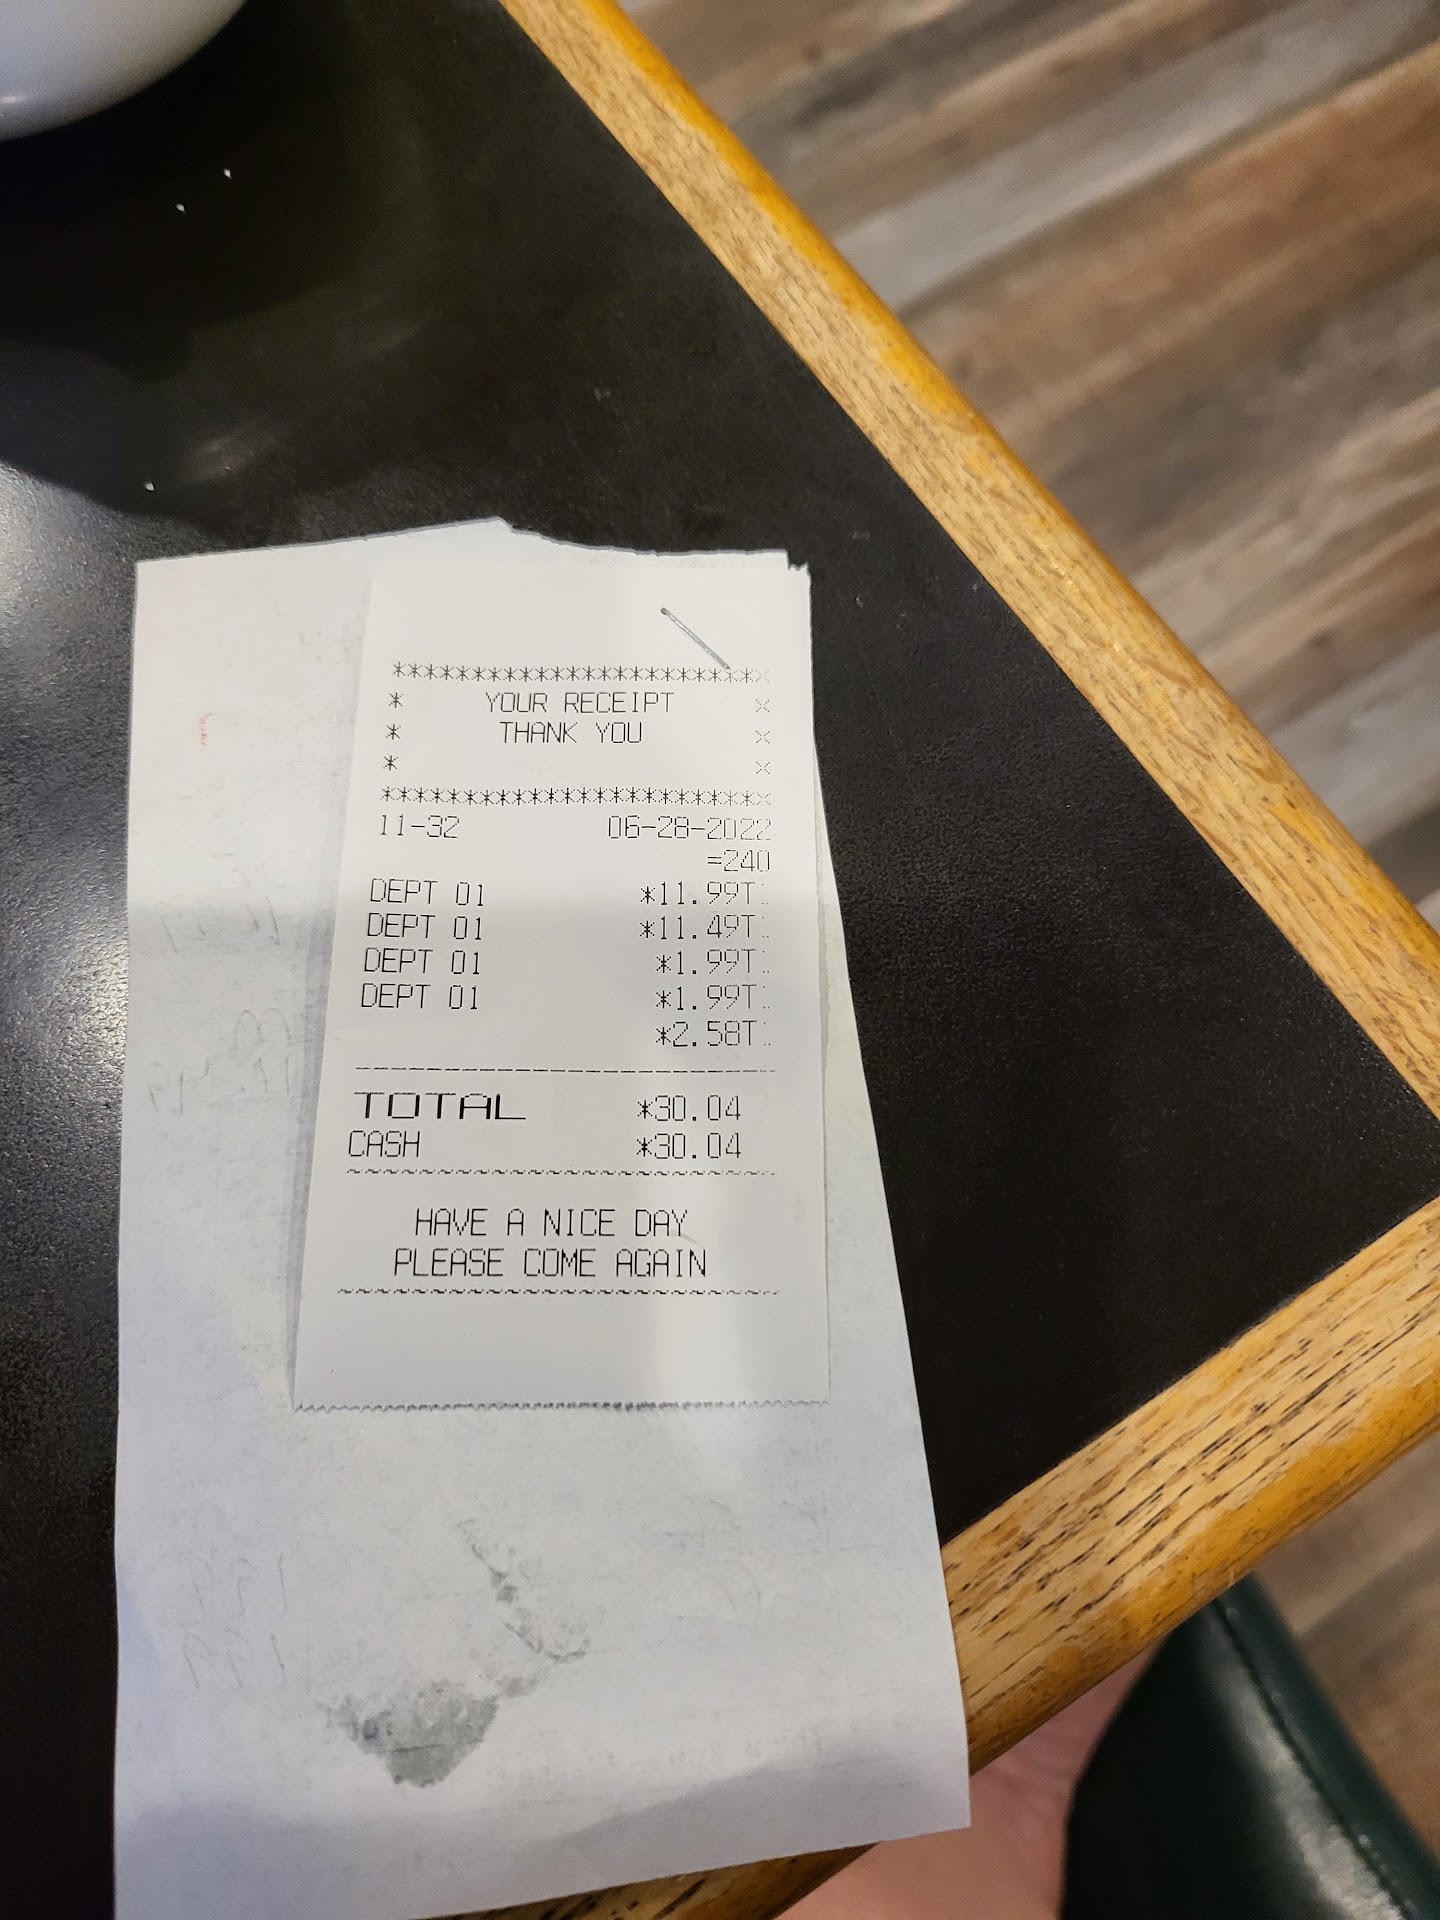 ************************
* YOUR RECEIPT *
* THANK YOU *
* *
*************************
11-32 06-28-2022
=240
DEPT 01 *11.99T
DEPT 01 *11.49T
DEPT 01 *1.99T
DEPT 01 *1.99T
*2.58T
TOTAL *30.04
CASH *30.04
HAVE A NICE DAY
PLEASE COME AGAIN